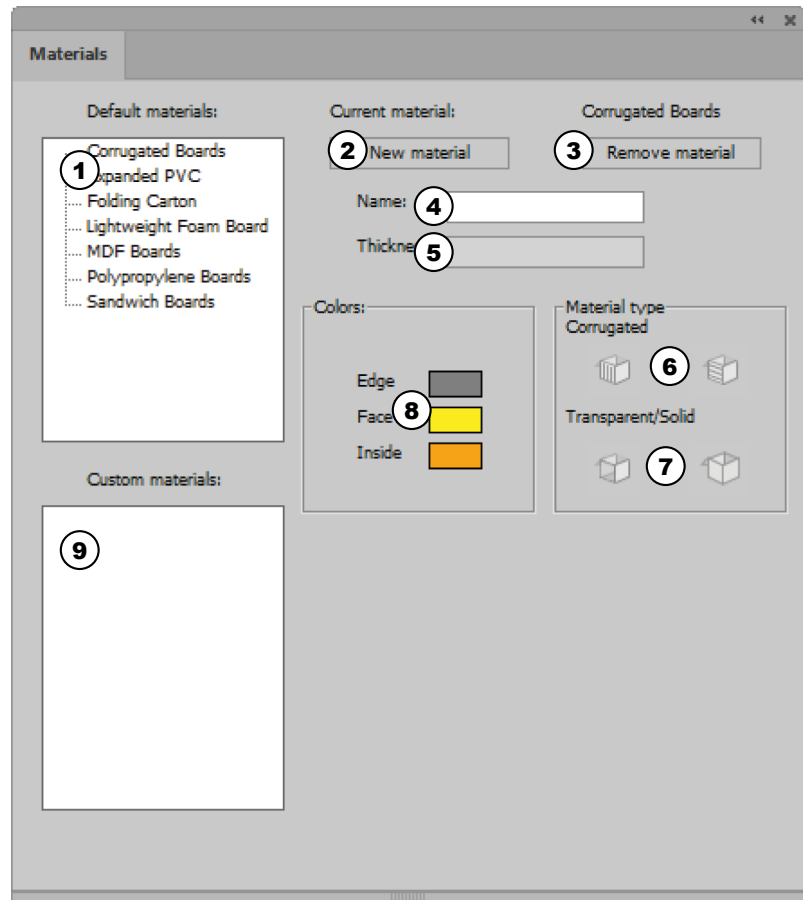 Materials
Default materials:
Current material:
Corrugated Boards
1
Corrugated Boards
Expanded PVC
Folding Carton
Lightweight Foam Board
MDF Boards
Polypropylene Boards
Sandwich Boards
2 New material
3 Remove material
Name: 4
Thickne 5
Colors:
Edge
Face 8
Inside
Material type
Corrugated
6
Transparent/Solid
7
Custom materials:
9